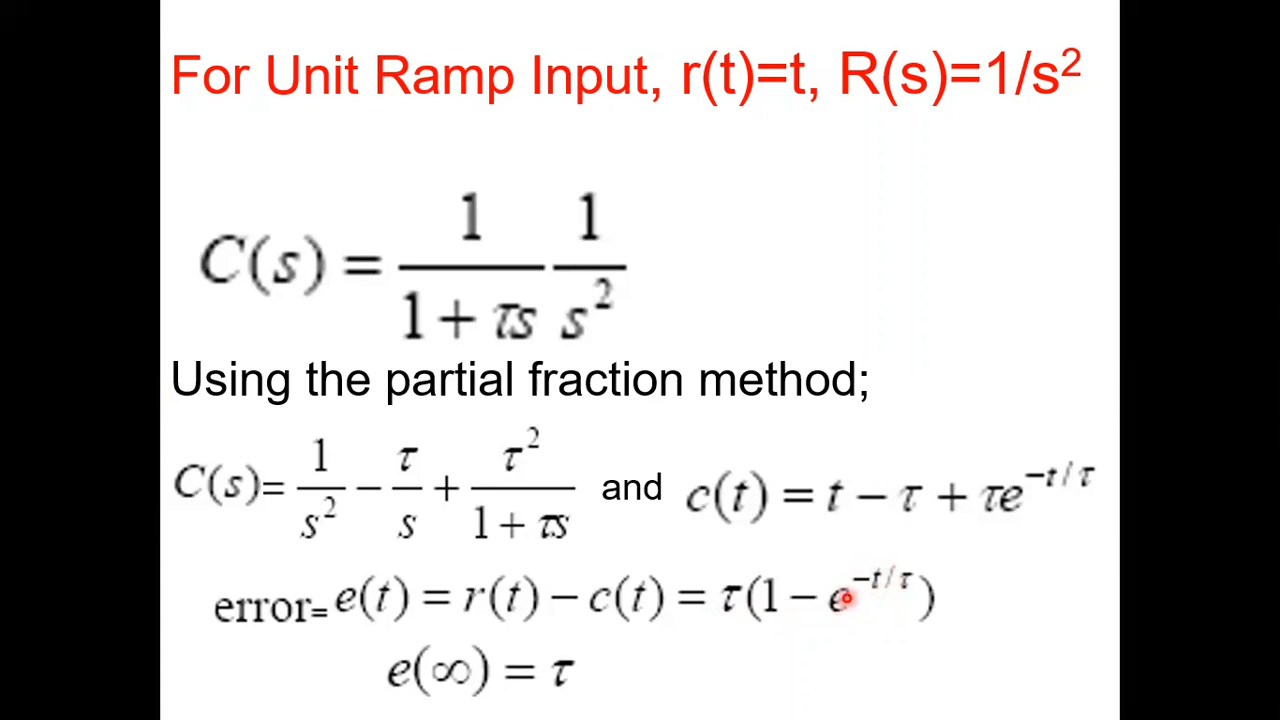 For Unit Ramp Input, r(t)=t, R(s)=1/s²
C(s) = 1/(1 + τs) 1/s²
Using the partial fraction method;
C(s)= 1/s² − τ/s + τ²/(1 + τs) and c(t) = t − τ + τe^(−t/τ)
error= e(t) = r(t) − c(t) = τ(1 − e^(−t/τ))
e(∞) = τ